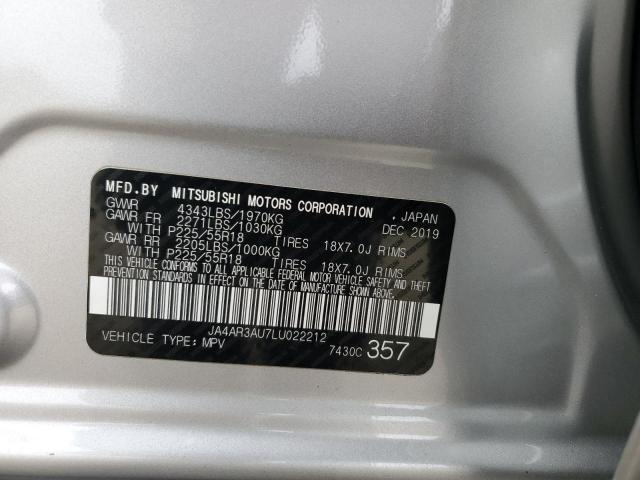 MFD.BY MITSUBISHI MOTORS CORPORATION , JAPAN
GWWR 4343LBS/1970KG DEC 2019
GAWR FR 2271LBS/1030KG
WITH P225/55R18 TIRES 18X7.0J RIMS
GAWR RR 2205LBS/1000KG
WITH P225/55R18 TIRES 18X7.0J RIMS
THIS VEHICLE CONFORMS TO ALL APPLICABLE FEDERAL MOTOR VEHICLE SAFETY AND THEFT
PREVENTION STANDARDS IN EFFECT ON THE DATE OF MANUFACTURE SHOWN ABOVE.
JA4AR3AU7LU022212
VEHICLE TYPE: MPV 7430C 357